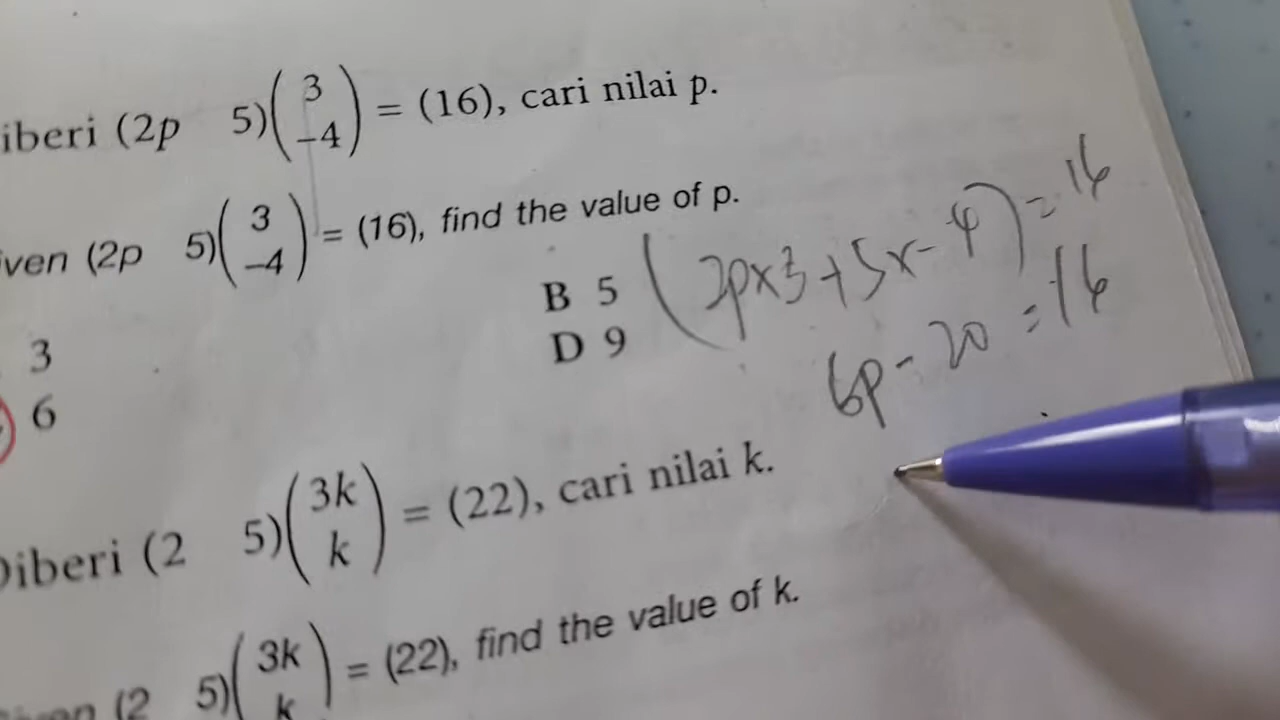 iberi (2p 5)(3 -4) = (16), cari nilai p.
ven (2p 5)(3 -4) = (16), find the value of p.
3
B 5
6
D 9
(2p×3+5×-4) = 16
6p - 20 = 16
Diberi (2 5)(3k k) = (22), cari nilai k.
(2 5)(3k k) = (22), find the value of k.